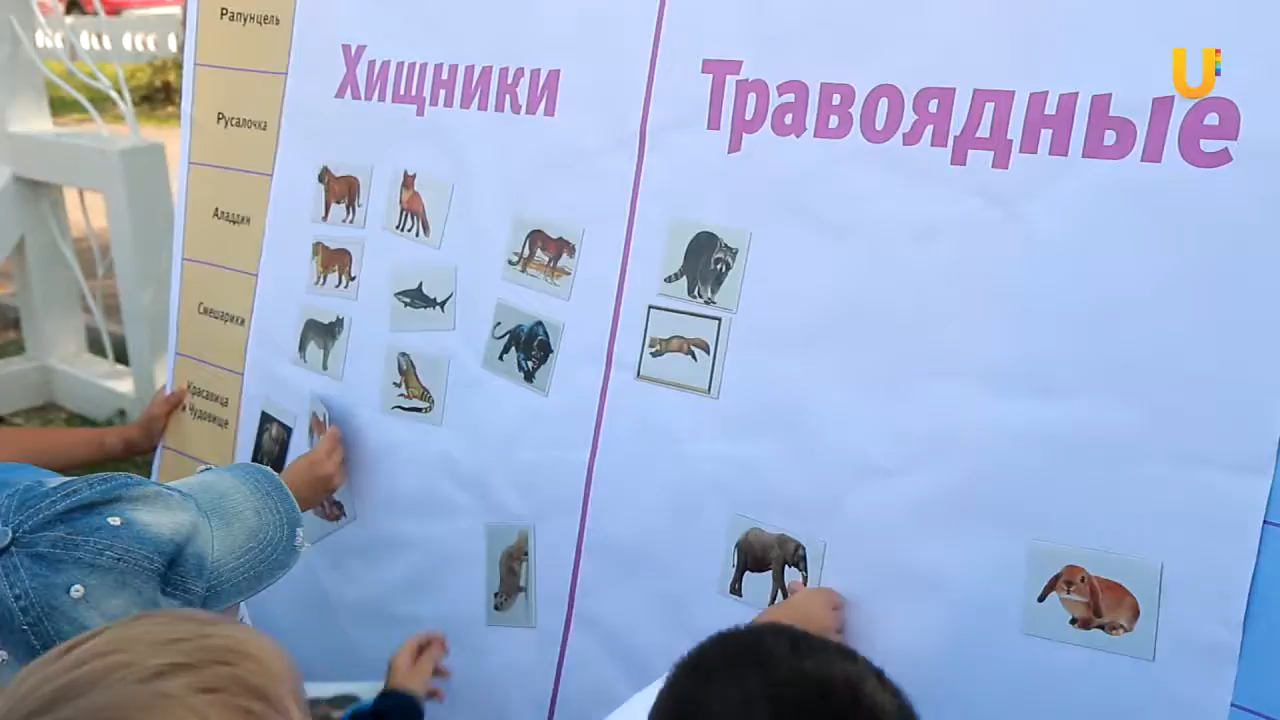 Рапунцель
Русалочка
Аладдин
Смешарики
Красавица
и Чудовище
Хищники
Травоядные
U